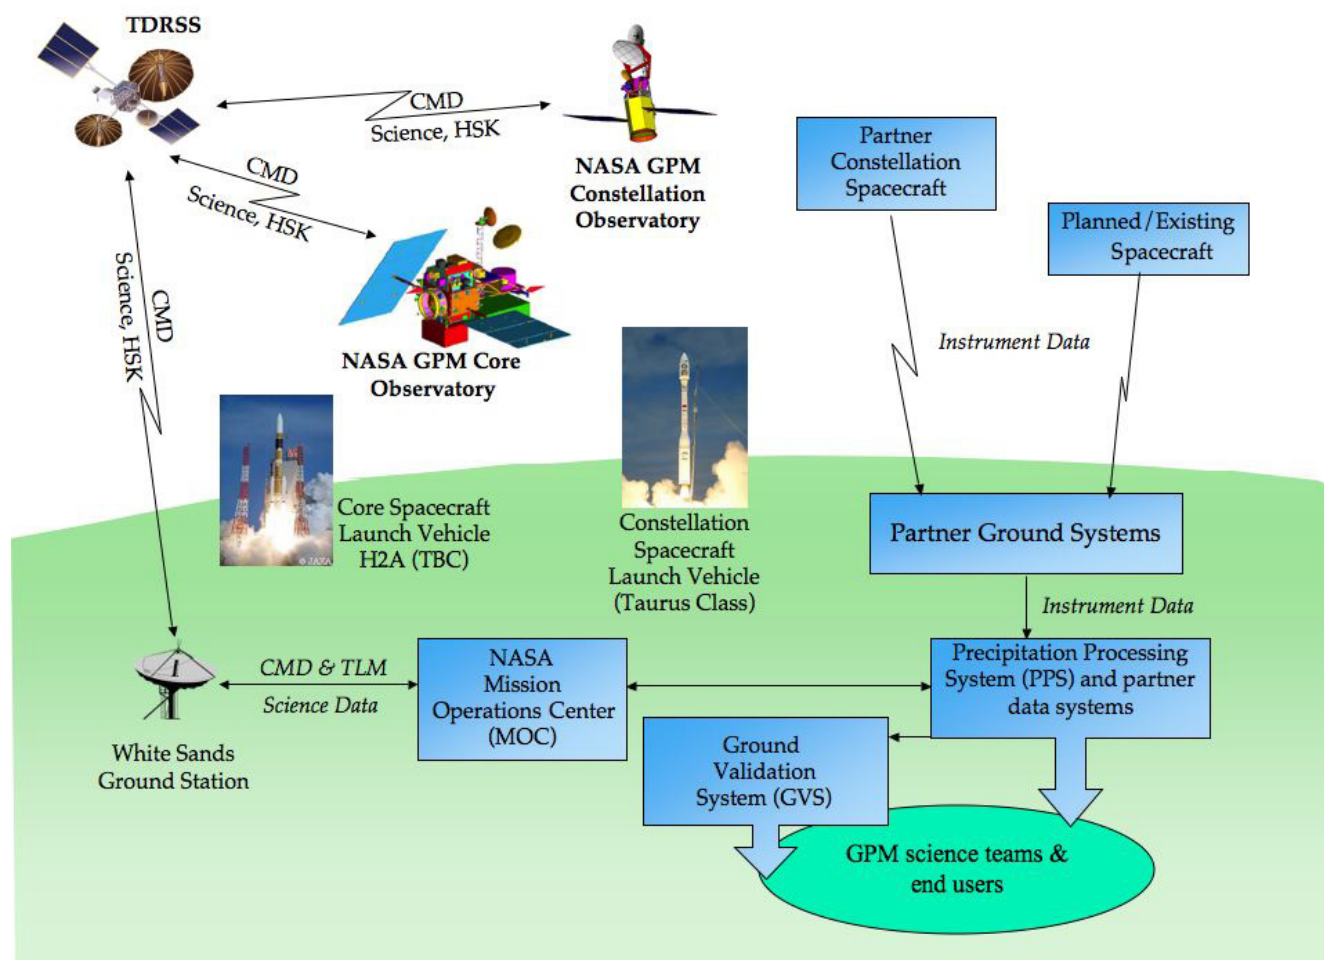 TDRSS
CMD
Science, HSK
NASA GPM
Constellation
Observatory
CMD
Science, HSK
NASA GPM Core
Observatory
CMD
Science, HSK
Partner
Constellation
Spacecraft
Planned/Existing
Spacecraft
Instrument Data
© JAXA
Core Spacecraft
Launch Vehicle
H2A (TBC)
Constellation
Spacecraft
Launch Vehicle
(Taurus Class)
Partner Ground Systems
Instrument Data
White Sands
Ground Station
CMD & TLM
Science Data
NASA
Mission
Operations Center
(MOC)
Precipitation Processing
System (PPS) and partner
data systems
Ground
Validation
System (GVS)
GPM science teams &
end users